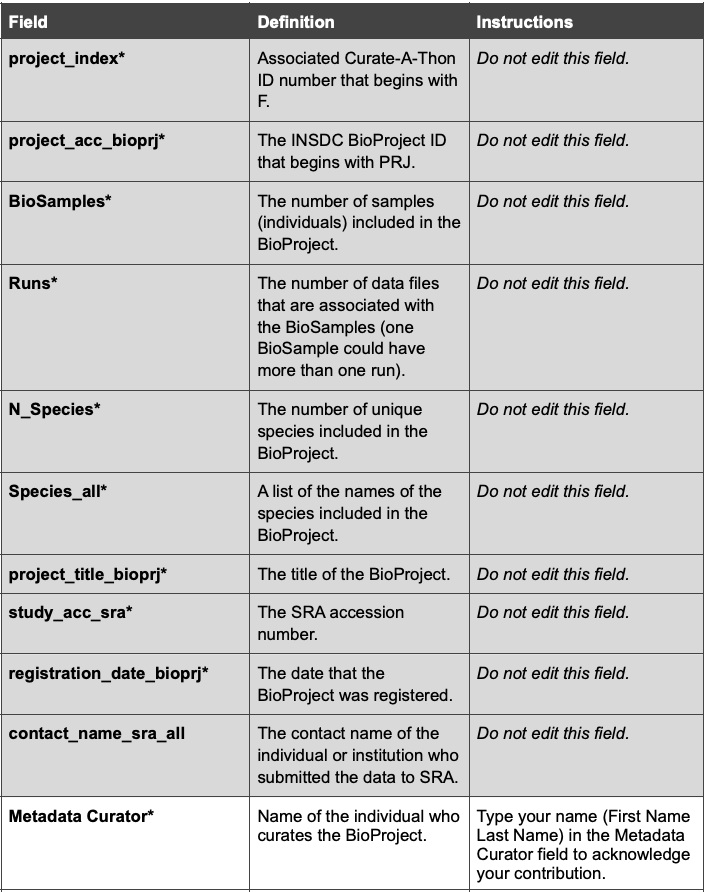 Field Definition Instructions
project_index* Associated Curate-A-Thon Do not edit this field.
ID number that begins with
F.
project_acc_bioprj* The INSDC BioProject ID Do not edit this field.
that begins with PRJ.
BioSamples* The number of samples Do not edit this field.
(individuals) included in the
BioProject.
Runs* The number of data files Do not edit this field.
that are associated with
the BioSamples (one
BioSample could have
more than one run).
N_Species* The number of unique Do not edit this field.
species included in the
BioProject.
Species_all* A list of the names of the Do not edit this field.
species included in the
BioProject.
project_title_bioprj* The title of the BioProject. Do not edit this field.
study_acc_sra* The SRA accession Do not edit this field.
number.
registration_date_bioprj* The date that the Do not edit this field.
BioProject was registered.
contact_name_sra_all The contact name of the Do not edit this field.
individual or institution who
submitted the data to SRA.
Metadata Curator* Name of the individual who Type your name (First Name
curates the BioProject. Last Name) in the Metadata
Curator field to acknowledge
your contribution.